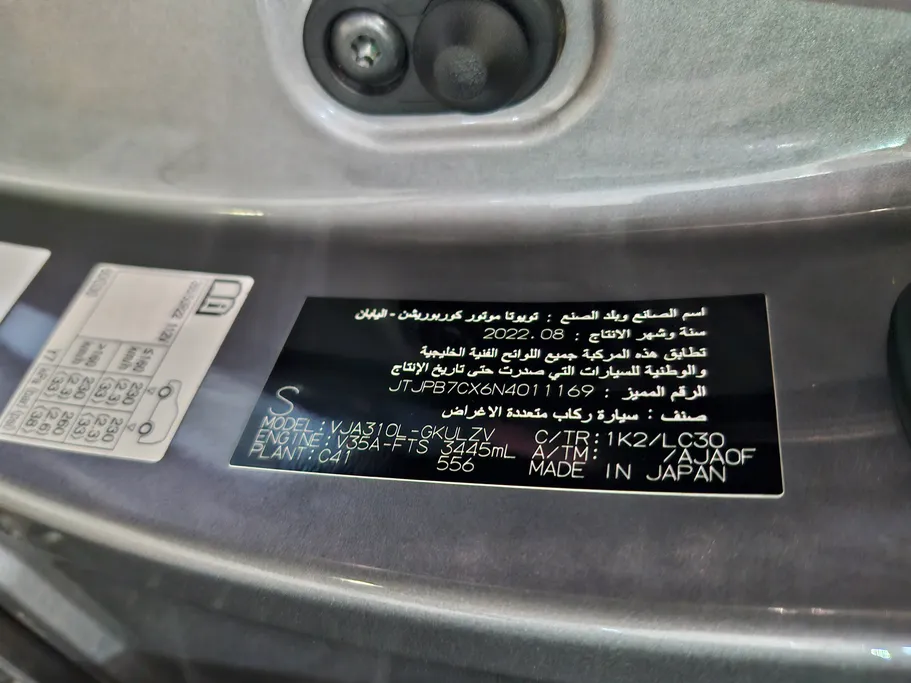 اسم الصانع وبلد الصنع : تويوتا موتور كوربوريشن - اليابان
سنة وشهر الانتاج : 2022.08
تطابق هذه المركبة جميع اللوائح الفنية الخليجية
والوطنية للسيارات التي صدرت حتى تاريخ الإنتاج
الرقم المميز : JTJPB7CX6N4011169
صنف : سيارة ركاب متعددة الاغراض
S
MODEL:VJA310L-GKULZV C/TR:1K2/LC30
ENGINE:V35A-FTS 3445mL A/TM: /AJA0F
PLANT:C41 556 MADE IN JAPAN